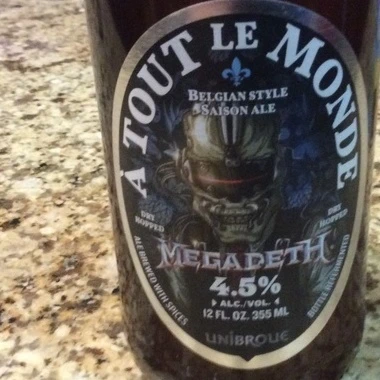 À TOUT LE MONDE
BELGIAN STYLE
SAISON ALE
DRY
HOPPED
DRY
HOPPED
MEGADETH
4.5%
ALC./VOL.
12 FL. OZ. 355 ML
ALE BREWED WITH SPICES
BOTTLE REFERMENTED
UNIBROUE